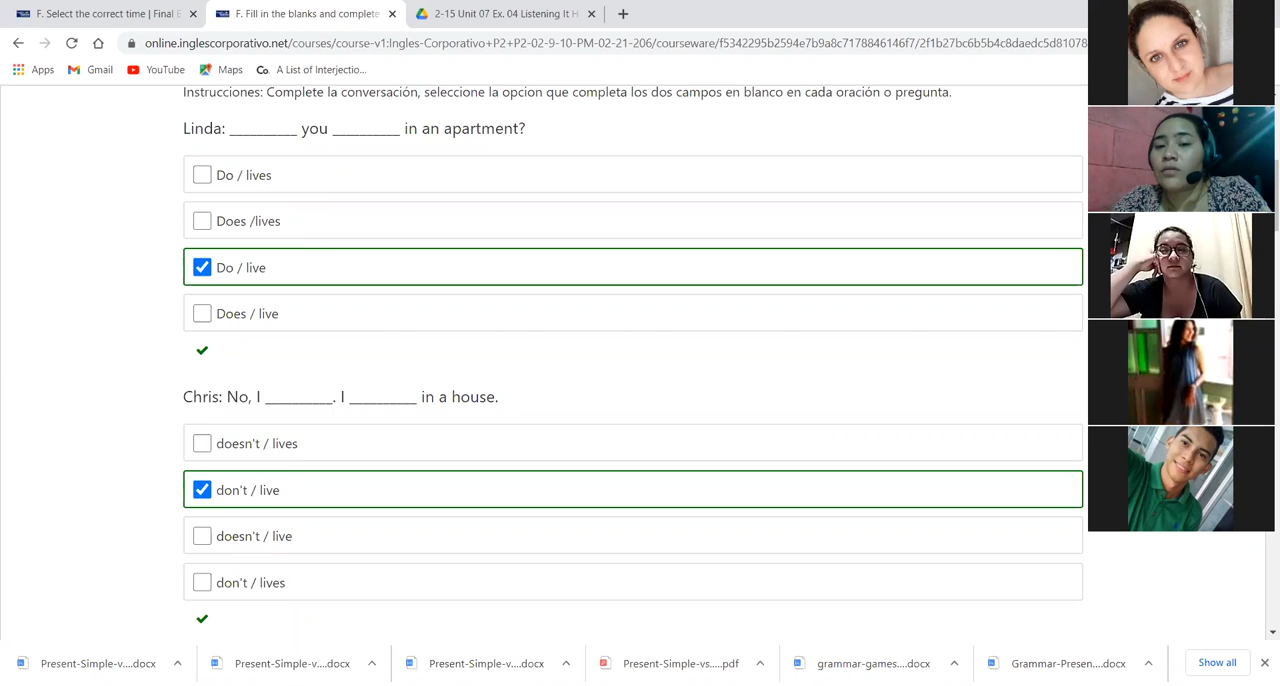 F. Select the correct time | Final E
F. Fill in the blanks and complete
2-15 Unit 07 Ex. 04 Listening It H
online.inglescorporativo.net/courses/course-v1:Ingles-Corporativo+P2+P2-02-9-10-PM-02-21-206/courseware/f5342295b2594e7b9a8c7178846146f7/2f1b27bc6b5b4c8daedc5d81078
Apps Gmail YouTube Maps Co. A List of Interjectio...
Instrucciones: Complete la conversación, seleccione la opcion que completa los dos campos en blanco en cada oración o pregunta.
Linda: __________ you __________ in an apartment?
Do / lives
Does /lives
Do / live
Does / live
Chris: No, I __________. I __________ in a house.
doesn't / lives
don't / live
doesn't / live
don't / lives
Present-Simple-v....docx
Present-Simple-v....docx
Present-Simple-v....docx
Present-Simple-vs.....pdf
grammar-games....docx
Grammar-Presen....docx
Show all